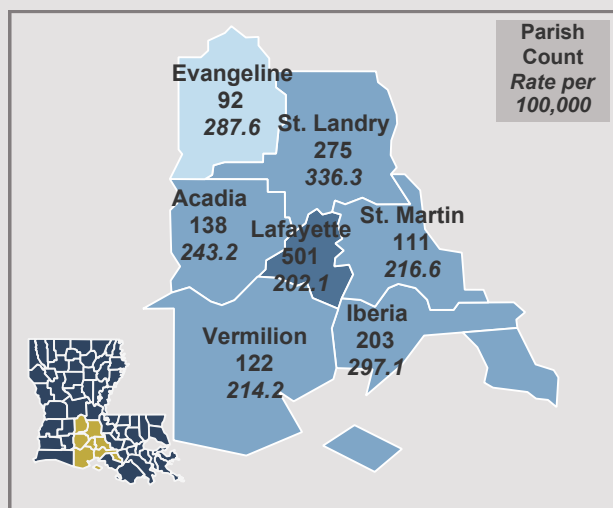 Parish
Count
Rate per
100,000
Evangeline
92
287.6
St. Landry
275
336.3
Acadia
138
243.2
Lafayette
501
202.1
St. Martin
111
216.6
Vermilion
122
214.2
Iberia
203
297.1